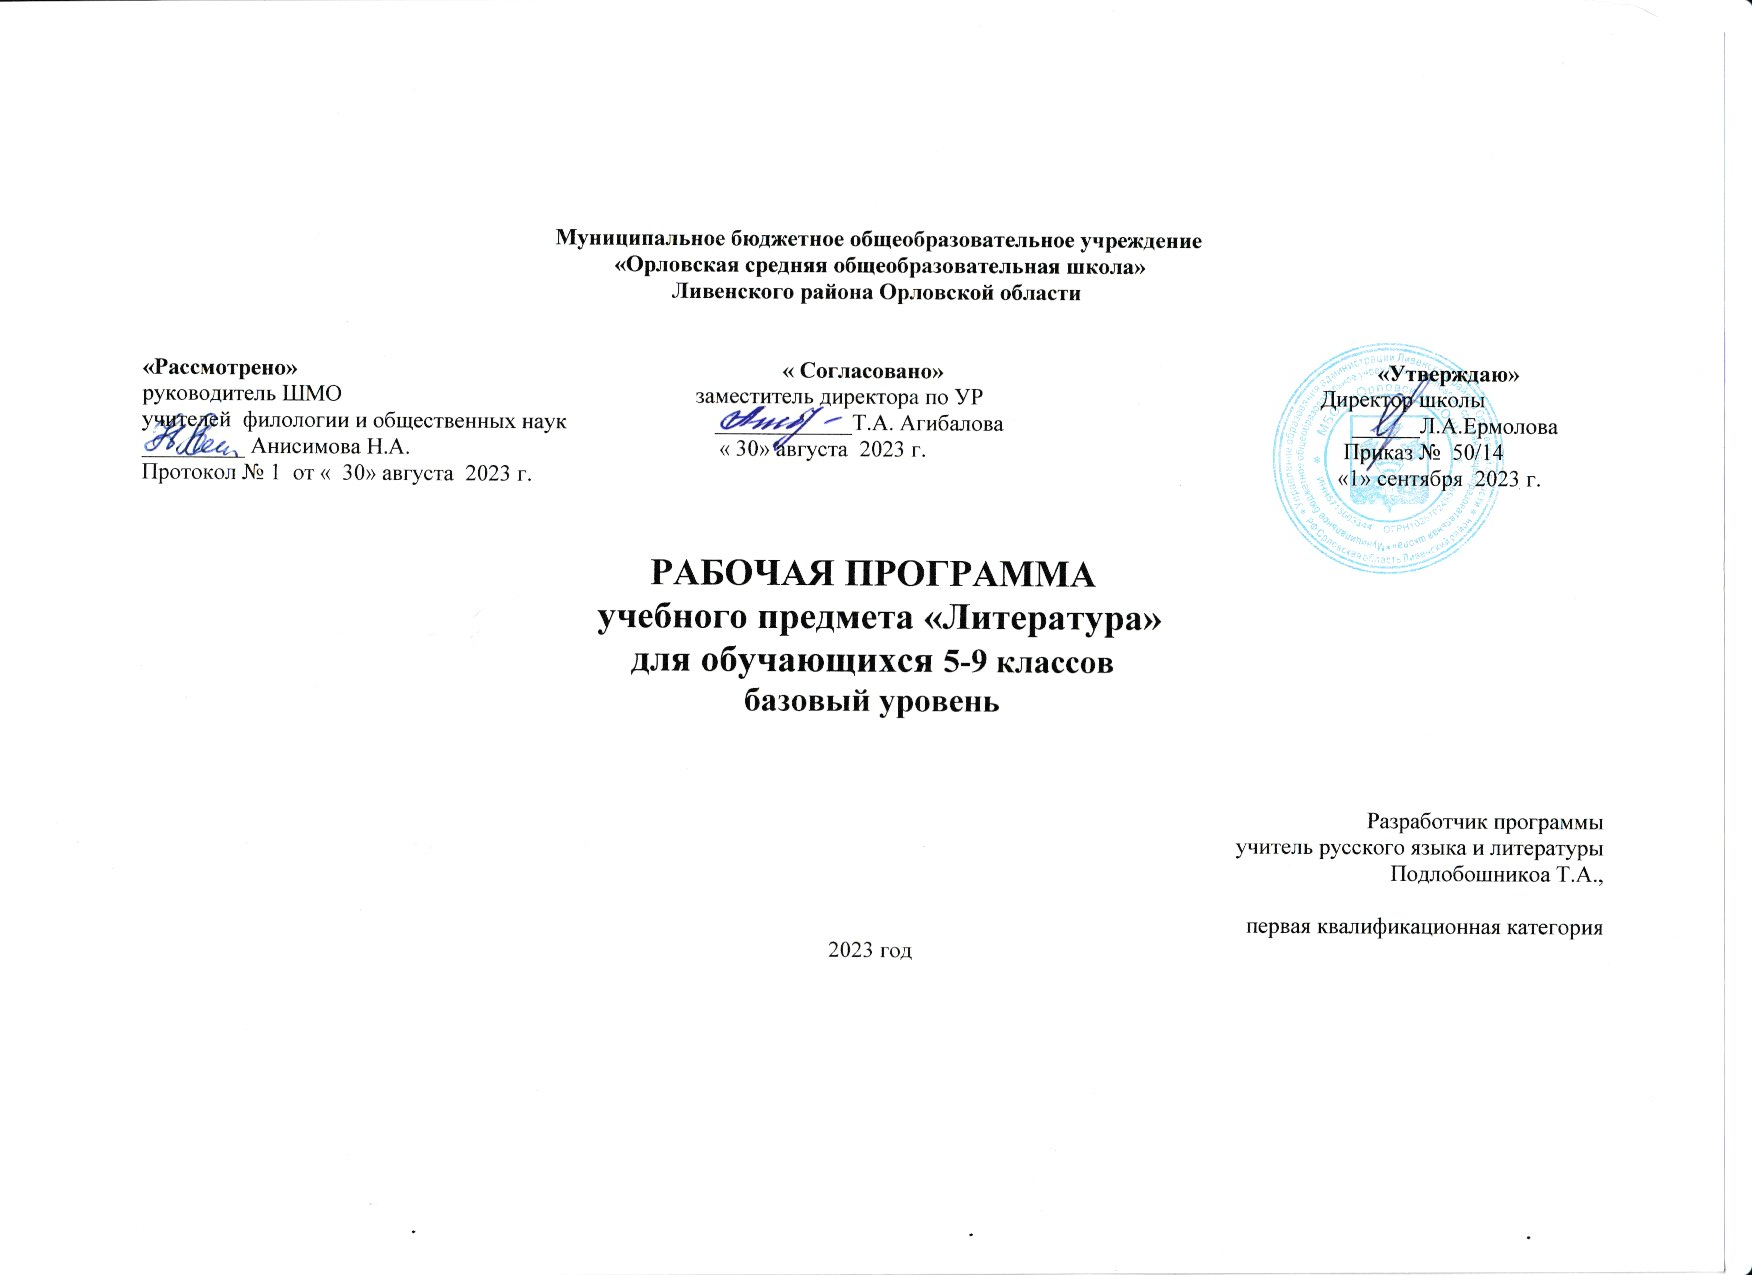 Муниципальное бюджетное общеобразовательное учреждение
«Орловская средняя общеобразовательная школа»
Ливенского района Орловской области
«Рассмотрено»
руководитель ШМО
учителей филологии и общественных наук
__________ Анисимова Н.А.
Протокол № 1 от « 30» августа 2023 г.
« Согласовано»
заместитель директора по УР
____________Т.А. Агибалова
« 30» августа 2023 г.
«Утверждаю»
Директор школы
______Л.А.Ермолова
Приказ № 50/14
«1» сентября 2023 г.
РАБОЧАЯ ПРОГРАММА
учебного предмета «Литература»
для обучающихся 5-9 классов
базовый уровень
Разработчик программы
учитель русского языка и литературы
Подлобошникоа Т.А.,
первая квалификационная категория
2023 год